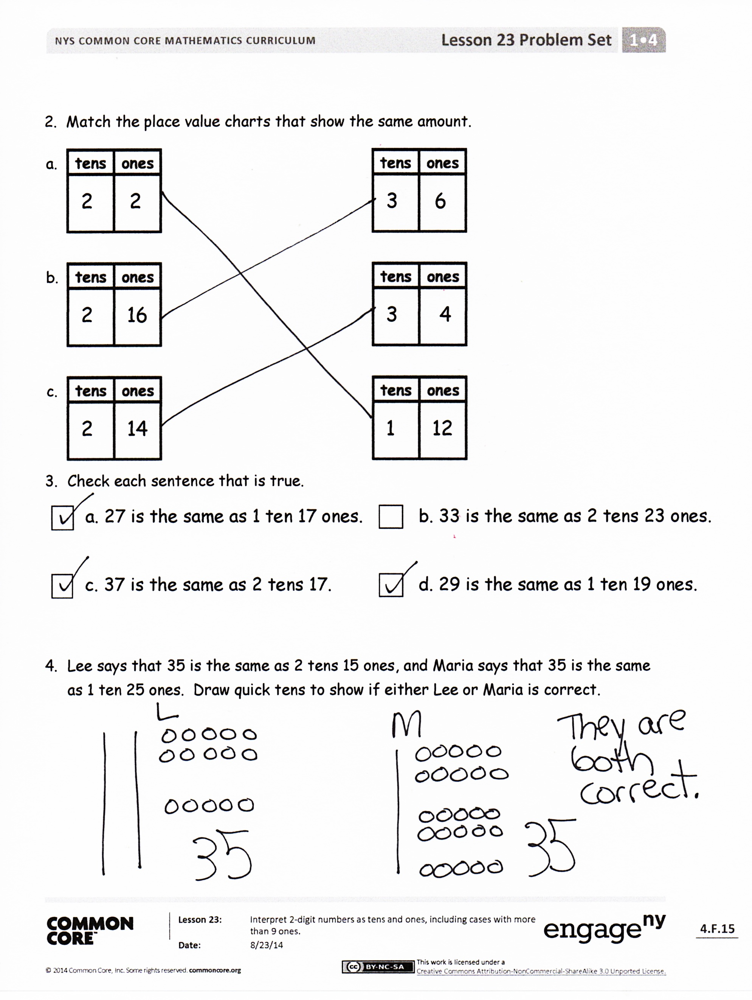 NYS COMMON CORE MATHEMATICS CURRICULUM Lesson 23 Problem Set 1•4
2. Match the place value charts that show the same amount.
a. tens ones tens ones
2 2 3 6
b. tens ones tens ones
2 16 3 4
c. tens ones tens ones
2 14 1 12
3. Check each sentence that is true.
a. 27 is the same as 1 ten 17 ones. b. 33 is the same as 2 tens 23 ones.
c. 37 is the same as 2 tens 17. d. 29 is the same as 1 ten 19 ones.
4. Lee says that 35 is the same as 2 tens 15 ones, and Maria says that 35 is the same
as 1 ten 25 ones. Draw quick tens to show if either Lee or Maria is correct.
L
35
M
35
They are
both
correct.
COMMON
CORE™
Lesson 23: Interpret 2-digit numbers as tens and ones, including cases with more
than 9 ones.
Date: 8/23/14
engageny
4.F.15
© 2014 Common Core, Inc. Some rights reserved. commoncore.org
cc BY-NC-SA
This work is licensed under a
Creative Commons Attribution-NonCommercial-ShareAlike 3.0 Unported License.